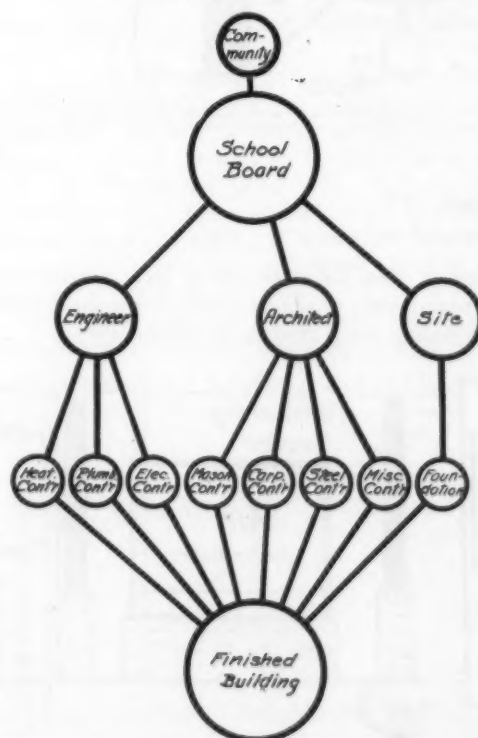 Com-
munity
School
Board
Engineer
Architect
Site
Heat.
Contr.
Plumb
Contr.
Elec.
Contr.
Mason
Contr
Carp.
Contr
Steel
Contr
Misc.
Contr
Foun-
dation
Finished
Building